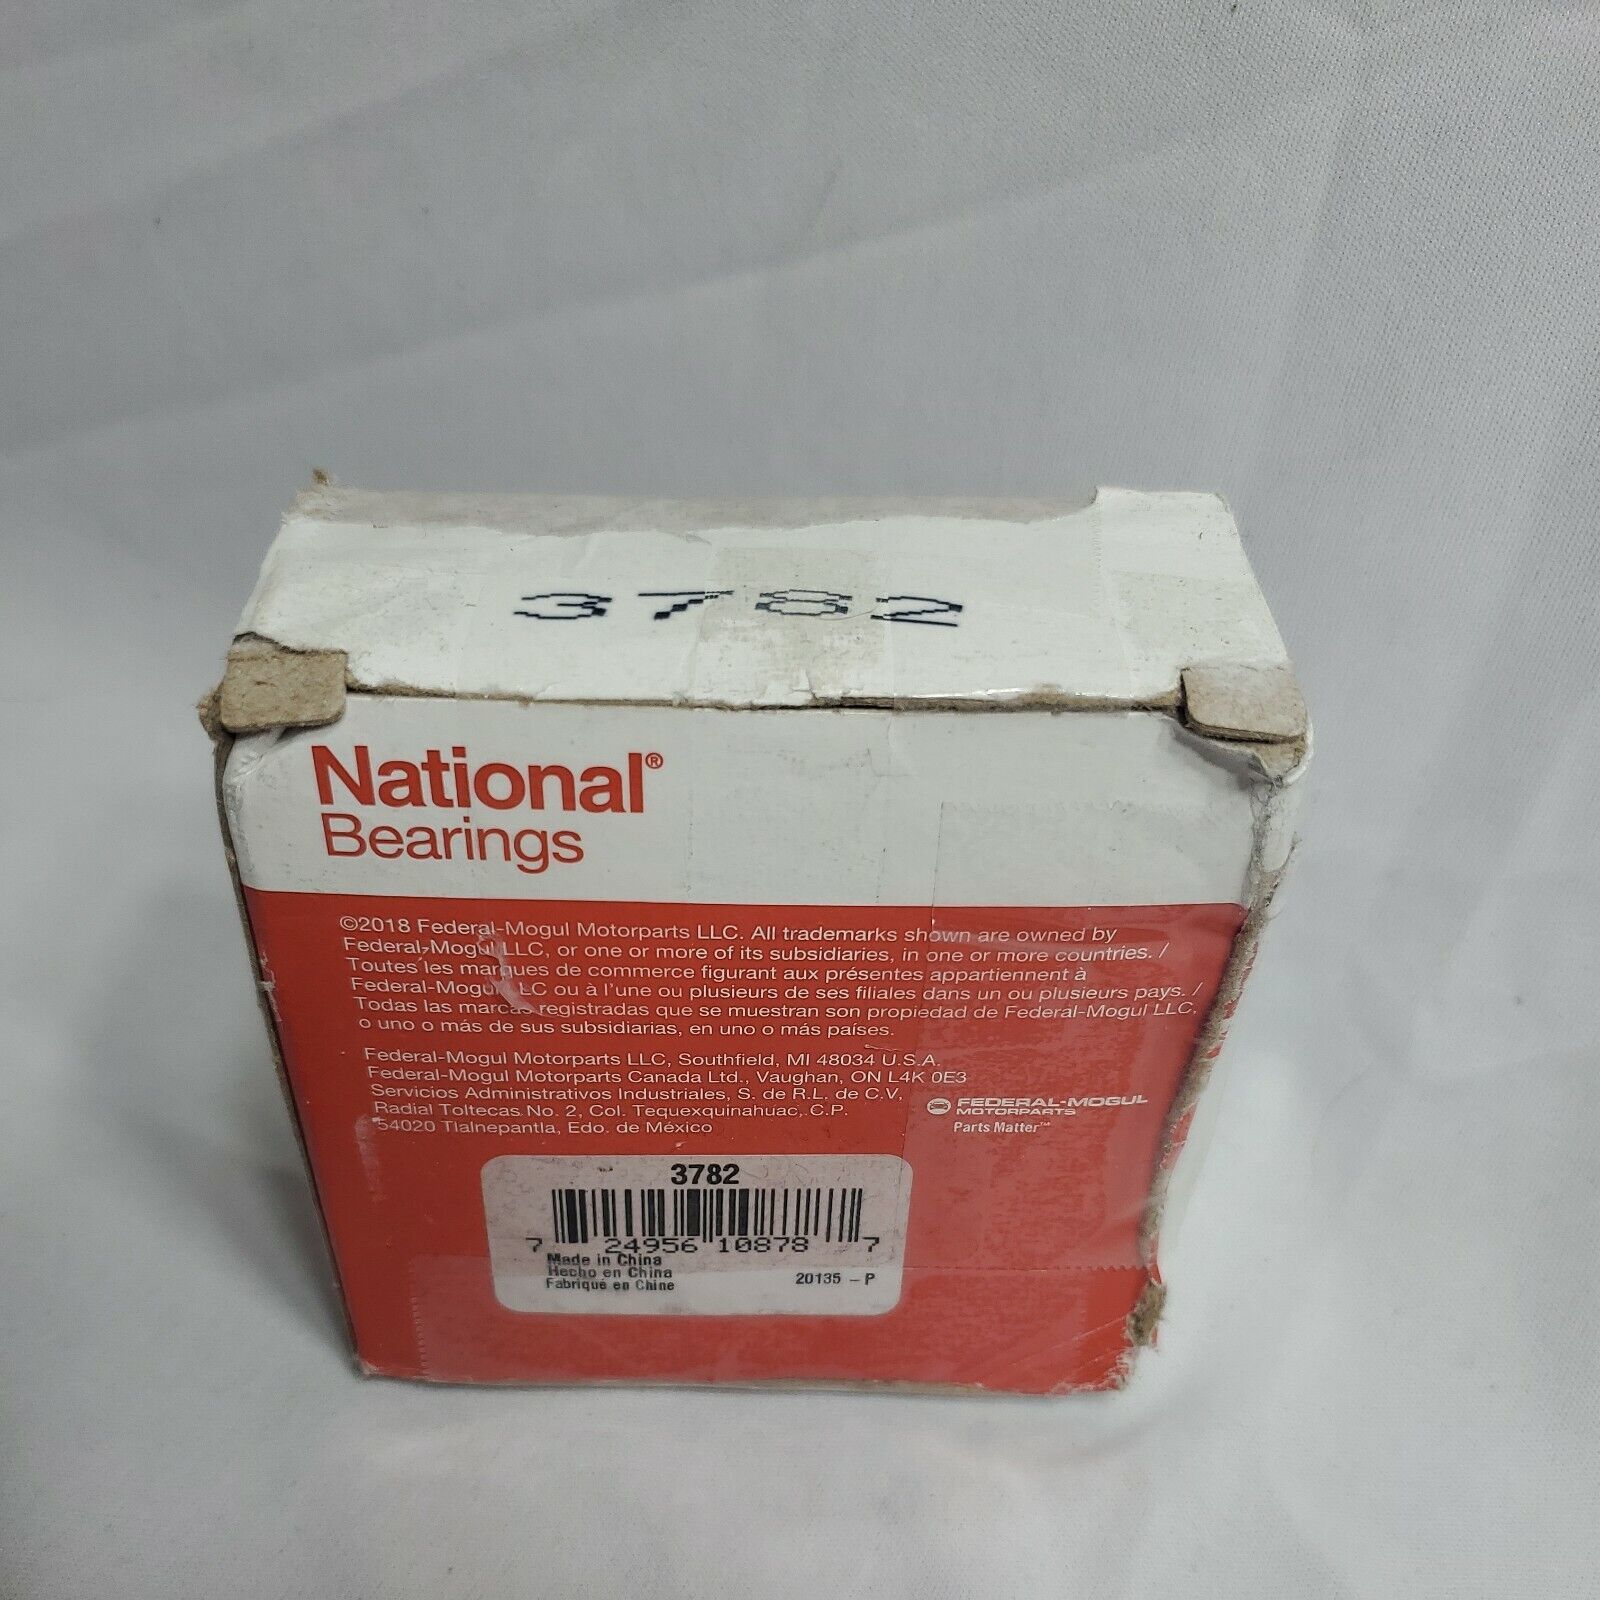 3782
National®
Bearings
©2018 Federal-Mogul Motorparts LLC. All trademarks shown are owned by
Federal-Mogul LLC, or one or more of its subsidiaries, in one or more countries. /
Toutes les marques de commerce figurant aux présentes appartiennent à
Federal-Mogul LLC ou à l'une ou plusieurs de ses filiales dans un ou plusieurs pays. /
Todas las marcas registradas que se muestran son propiedad de Federal-Mogul LLC,
o uno o más de sus subsidiarias, en uno o más países.
Federal-Mogul Motorparts LLC, Southfield, MI 48034 U.S.A.
Federal-Mogul Motorparts Canada Ltd., Vaughan, ON L4K 0E3
Servicios Administrativos Industriales, S. de R.L. de C.V.
Radial Toltecas No. 2, Col. Tequexquinahuac, C.P.
54020 Tlalnepantla, Edo. de México
FEDERAL-MOGUL
MOTORPARTS
Parts Matter™
3782
7 24956 10878 7
Made in China
Hecho en China
Fabriqué en Chine
20135 - P